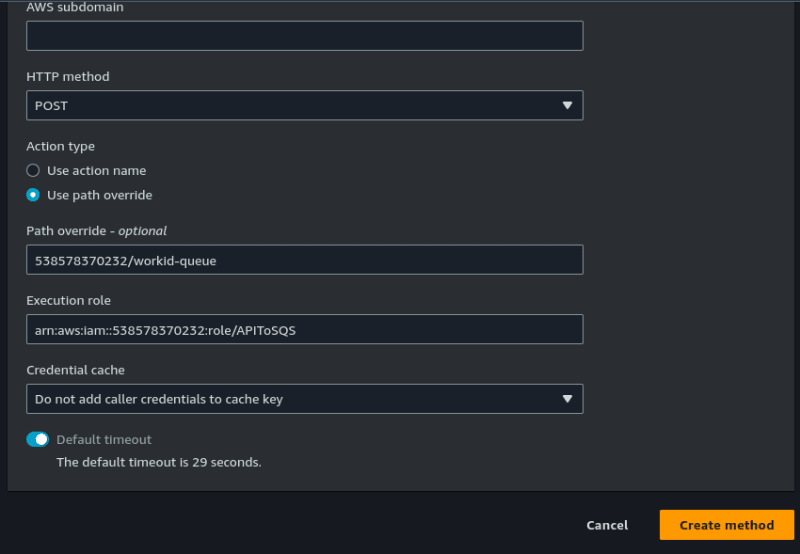 AWS subdomain
HTTP method
POST
Action type
Use action name
Use path override
Path override - optional
538578370232/workid-queue
Execution role
arn:aws:iam::538578370232:role/APIToSQS
Credential cache
Do not add caller credentials to cache key
Default timeout
The default timeout is 29 seconds.
Cancel
Create method